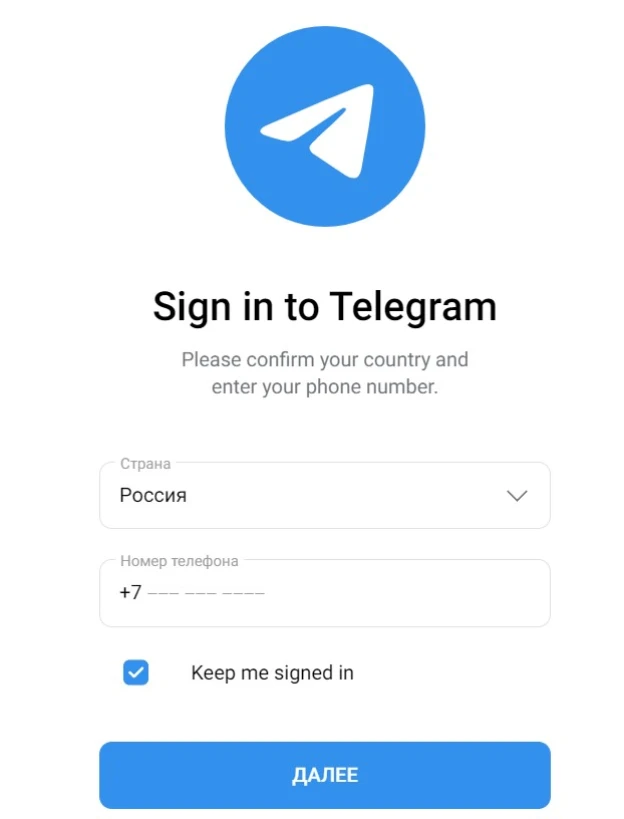 Sign in to Telegram
Please confirm your country and
enter your phone number.
Страна
Россия
Номер телефона
+7 ––– ––– ––––
Keep me signed in
ДАЛЕЕ